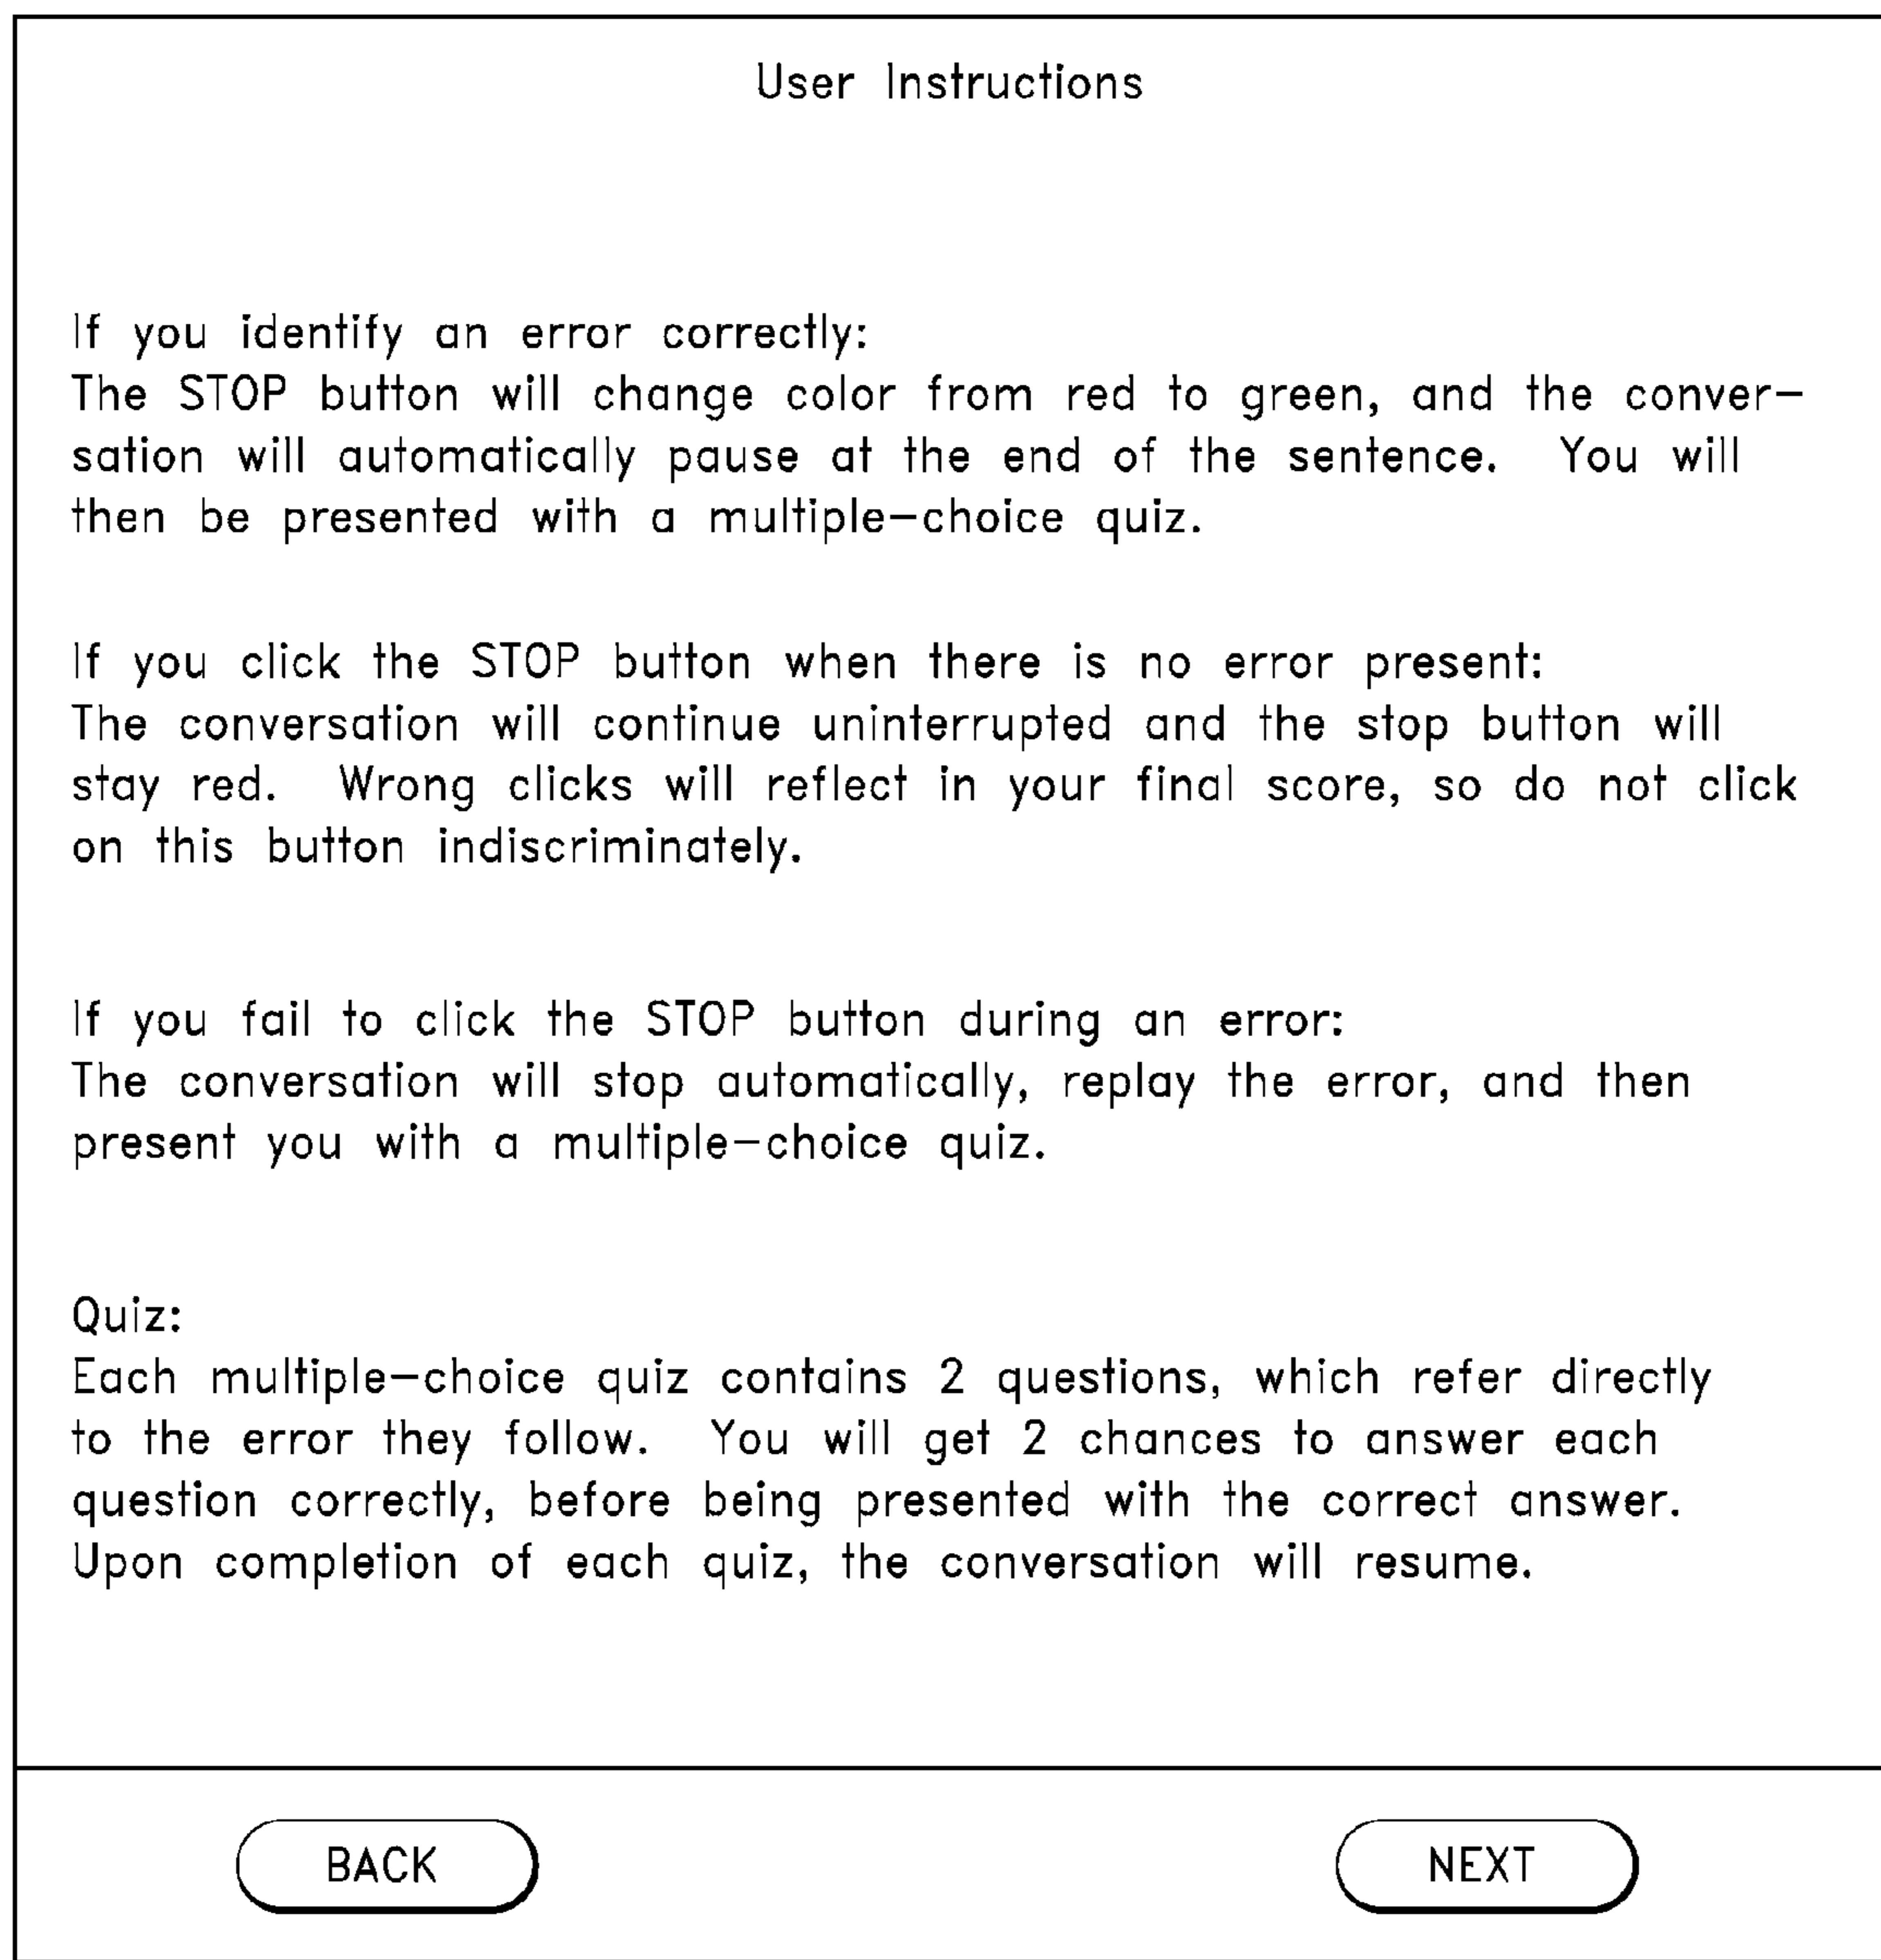 User Instructions
If you identify an error correctly:
The STOP button will change color from red to green, and the conver-
sation will automatically pause at the end of the sentence. You will
then be presented with a multiple-choice quiz.
If you click the STOP button when there is no error present:
The conversation will continue uninterrupted and the stop button will
stay red. Wrong clicks will reflect in your final score, so do not click
on this button indiscriminately.
If you fail to click the STOP button during an error:
The conversation will stop automatically, replay the error, and then
present you with a multiple-choice quiz.
Quiz:
Each multiple-choice quiz contains 2 questions, which refer directly
to the error they follow. You will get 2 chances to answer each
question correctly, before being presented with the correct answer.
Upon completion of each quiz, the conversation will resume.
BACK NEXT